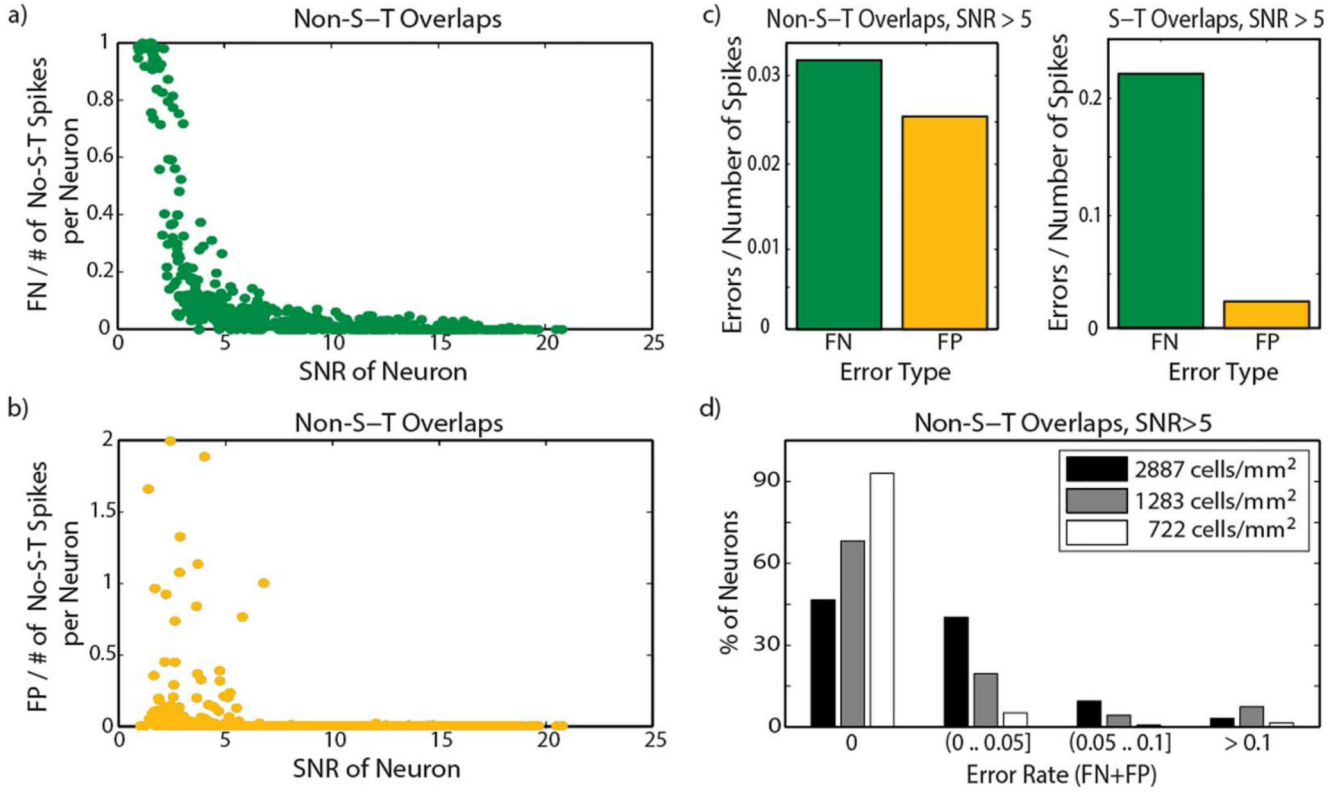 a)
Non-S–T Overlaps
FN / # of No-S-T Spikes
per Neuron
1
0.8
0.6
0.4
0.2
0
0
5
10
15
20
25
SNR of Neuron
b)
Non-S–T Overlaps
FP / # of No-S-T Spikes
per Neuron
2
1.5
1
0.5
0
0
5
10
15
20
25
SNR of Neuron
c)
Non-S–T Overlaps, SNR > 5
Errors / Number of Spikes
0.03
0.02
0.01
0
FN
FP
Error Type
S–T Overlaps, SNR > 5
Errors / Number of Spikes
0.2
0.1
0
FN
FP
Error Type
d)
Non-S–T Overlaps, SNR>5
% of Neurons
90
60
30
0
2887 cells/mm²
1283 cells/mm²
722 cells/mm²
0
(0 .. 0.05]
(0.05 .. 0.1]
> 0.1
Error Rate (FN+FP)